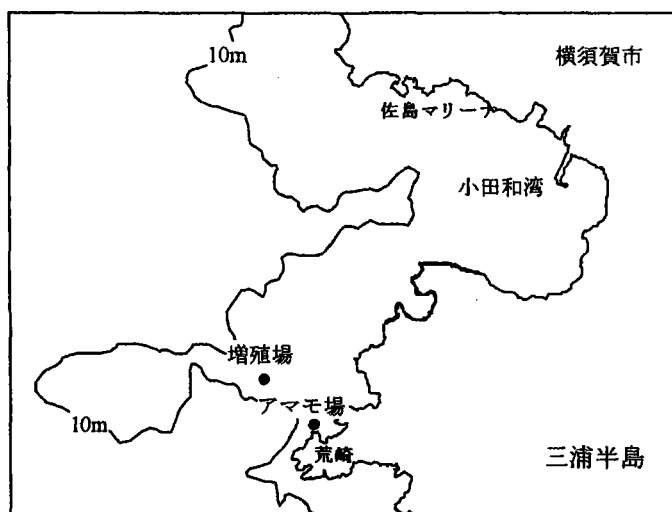 10m
横須賀市
佐島マリーナ
小田和湾
増殖場
アマモ場
10m
荒崎
三浦半島